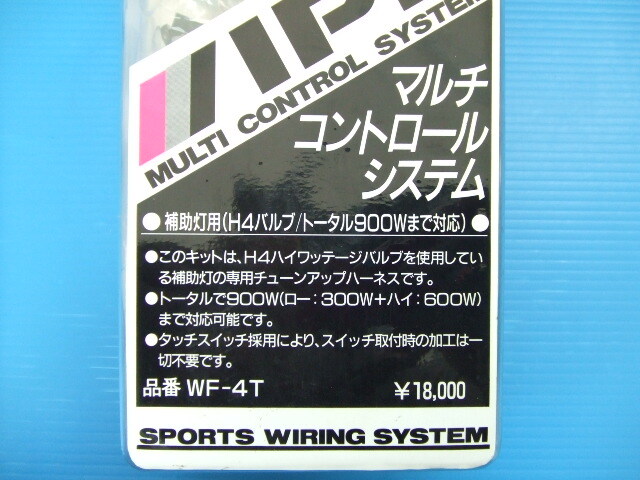 MULTI CONTROL SYSTEM
マルチ
コントロール
システム
●補助灯用(H4バルブ/トータル900Wまで対応)●
●このキットは、H4ハイワッテージバルブを使用してい
る補助灯の専用チューンアップハーネスです。
●トータルで900W(ロー:300W+ハイ:600W)
まで対応可能です。
●タッチスイッチ採用により、スイッチ取付時の加工は一
切不要です。
品番 WF-4T ¥18,000
SPORTS WIRING SYSTEM